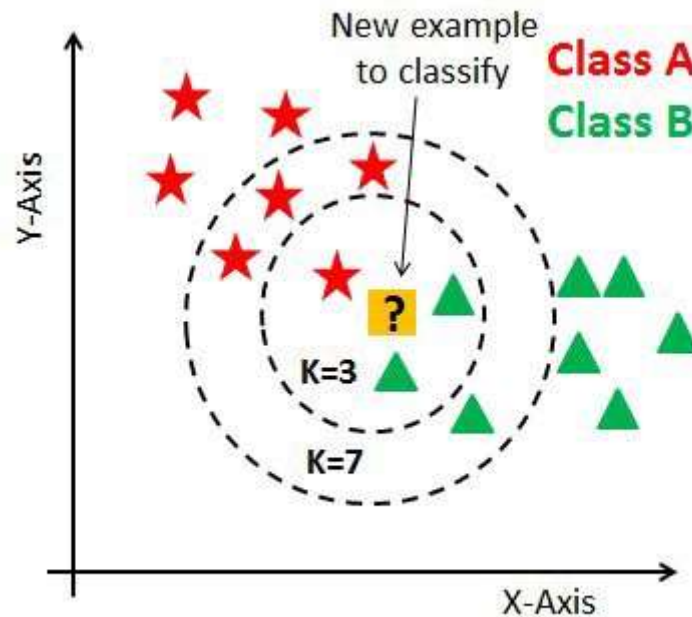 New example
to classify
Class A
Class B
Y-Axis
?
K=3
K=7
X-Axis